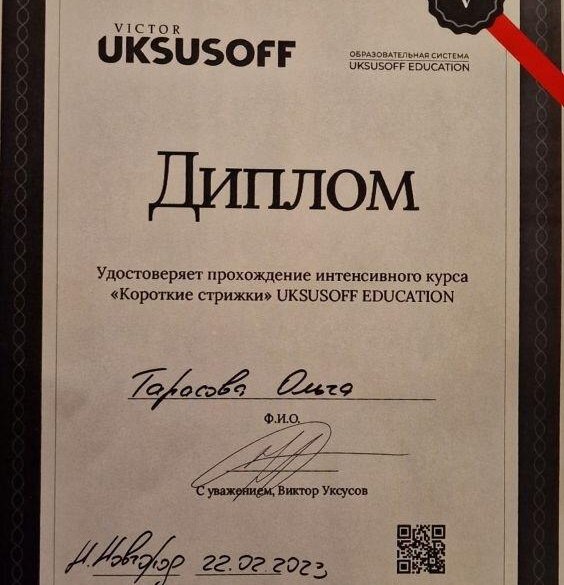 VICTOR
UKSUSOFF
ОБРАЗОВАТЕЛЬНАЯ СИСТЕМА
UKSUSOFF EDUCATION
V
Диплом
Удостоверяет прохождение интенсивного курса
«Короткие стрижки» UKSUSOFF EDUCATION
Тарасова Ольга
Ф.И.О.
С уважением, Виктор Уксусов
Н.Новгород 22.02.2023